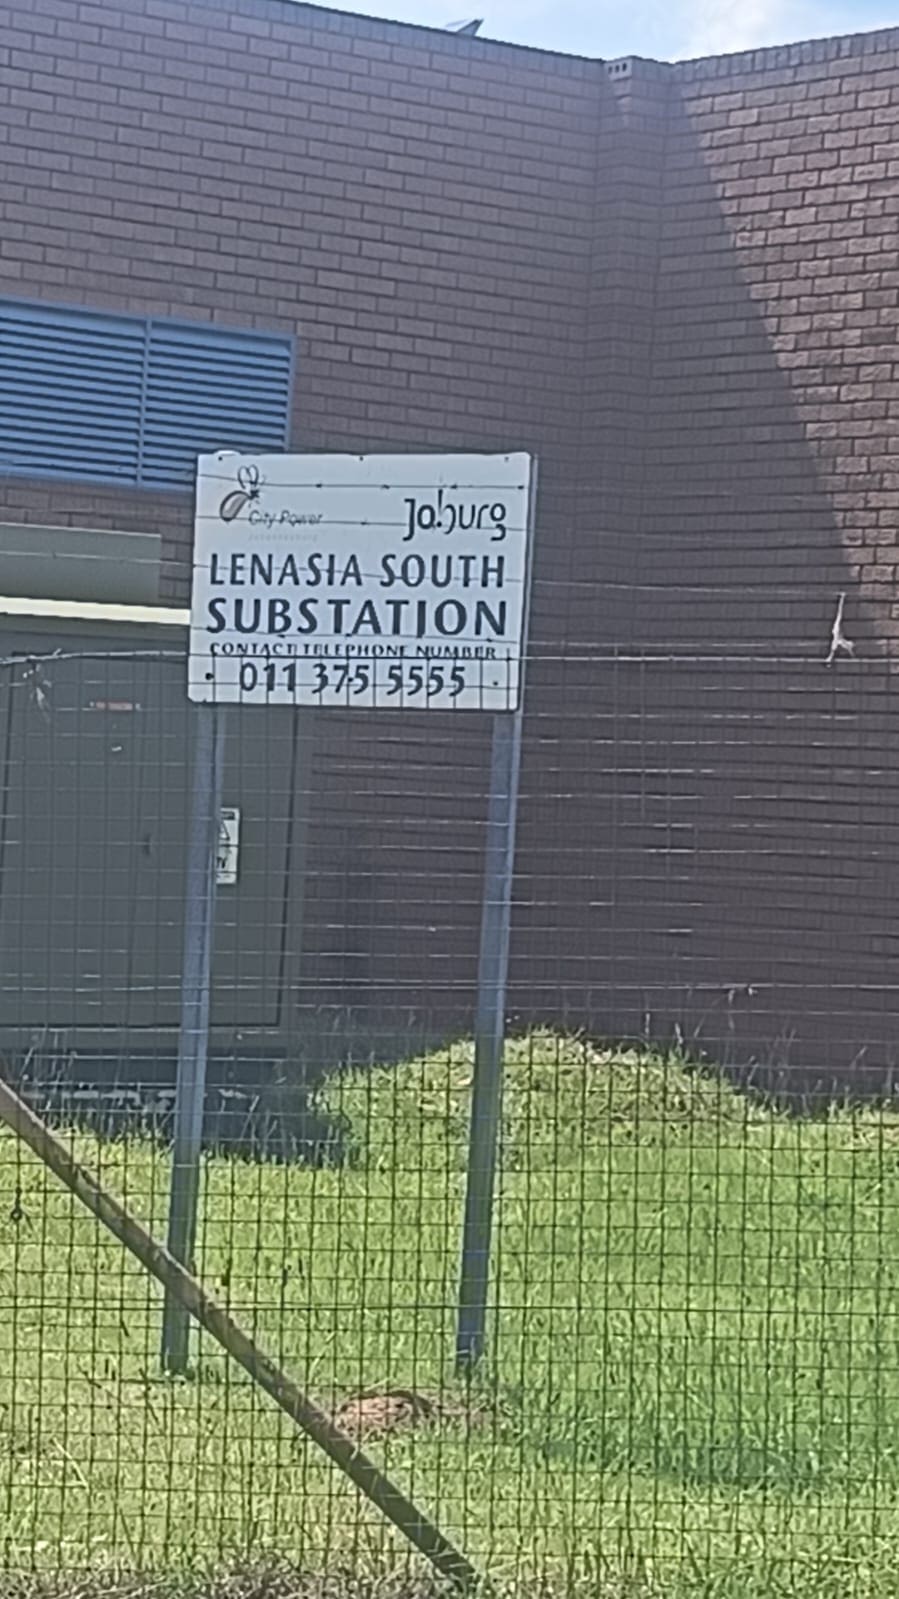 City Power
Joburg
LENASIA SOUTH
SUBSTATION
CONTACT TELEPHONE NUMBER
011 375 5555